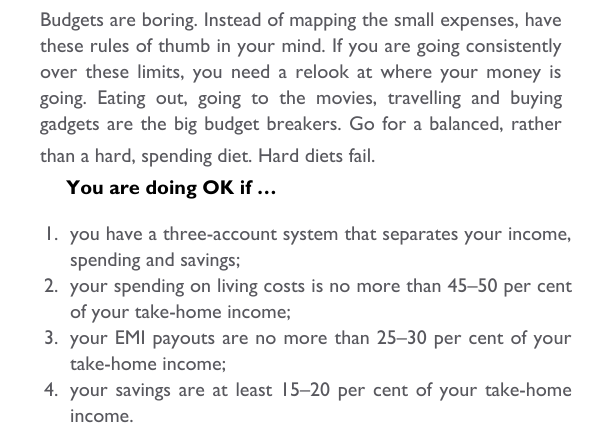 Budgets are boring. Instead of mapping the small expenses, have
these rules of thumb in your mind. If you are going consistently
over these limits, you need a relook at where your money is
going. Eating out, going to the movies, travelling and buying
gadgets are the big budget breakers. Go for a balanced, rather
than a hard, spending diet. Hard diets fail.
You are doing OK if …
1. you have a three-account system that separates your income,
spending and savings;
2. your spending on living costs is no more than 45–50 per cent
of your take-home income;
3. your EMI payouts are no more than 25–30 per cent of your
take-home income;
4. your savings are at least 15–20 per cent of your take-home
income.